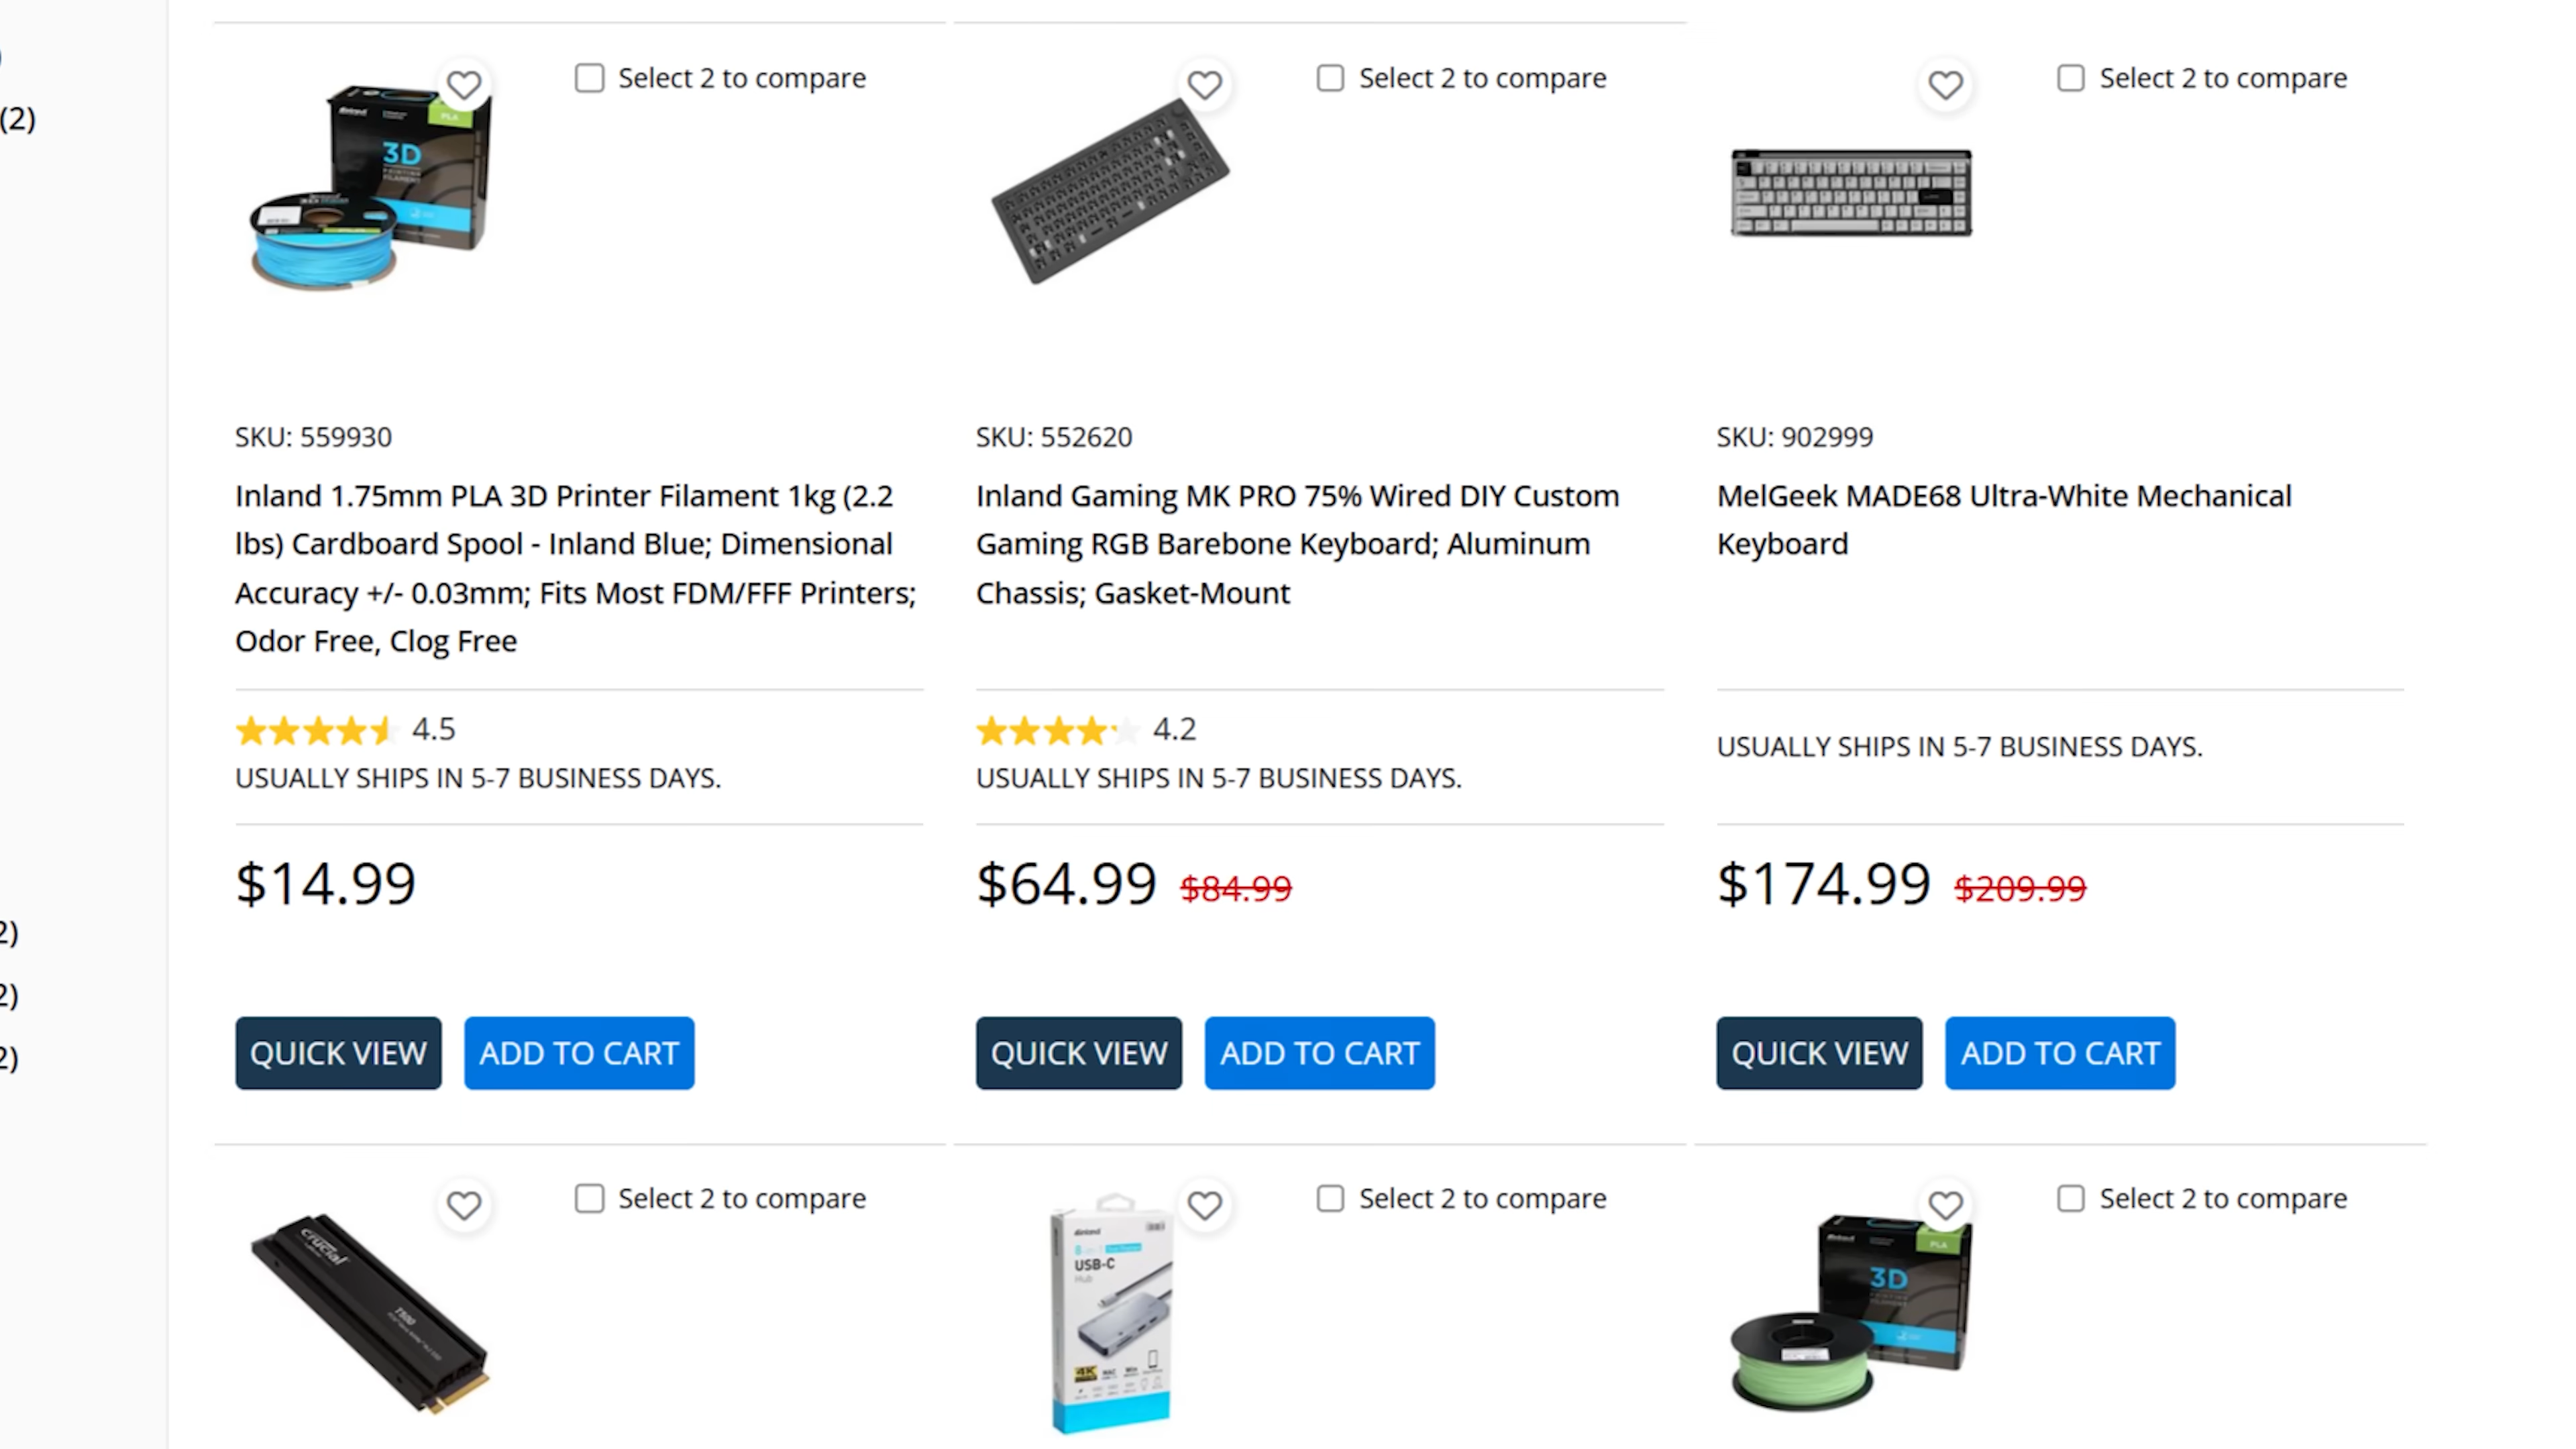 (2)
Select 2 to compare
Select 2 to compare
Select 2 to compare
PLA
3D
SKU: 559930
SKU: 552620
SKU: 902999
Inland 1.75mm PLA 3D Printer Filament 1kg (2.2
lbs) Cardboard Spool - Inland Blue; Dimensional
Accuracy +/- 0.03mm; Fits Most FDM/FFF Printers;
Odor Free, Clog Free
Inland Gaming MK PRO 75% Wired DIY Custom
Gaming RGB Barebone Keyboard; Aluminum
Chassis; Gasket-Mount
MelGeek MADE68 Ultra-White Mechanical
Keyboard
4.5
USUALLY SHIPS IN 5-7 BUSINESS DAYS.
4.2
USUALLY SHIPS IN 5-7 BUSINESS DAYS.
USUALLY SHIPS IN 5-7 BUSINESS DAYS.
$14.99
$64.99 $84.99
$174.99 $209.99
2)
2)
2)
QUICK VIEW ADD TO CART
QUICK VIEW ADD TO CART
QUICK VIEW ADD TO CART
Select 2 to compare
Select 2 to compare
Select 2 to compare
crucial
T500
inland
USB-C
Hub
4K
PLA
3D